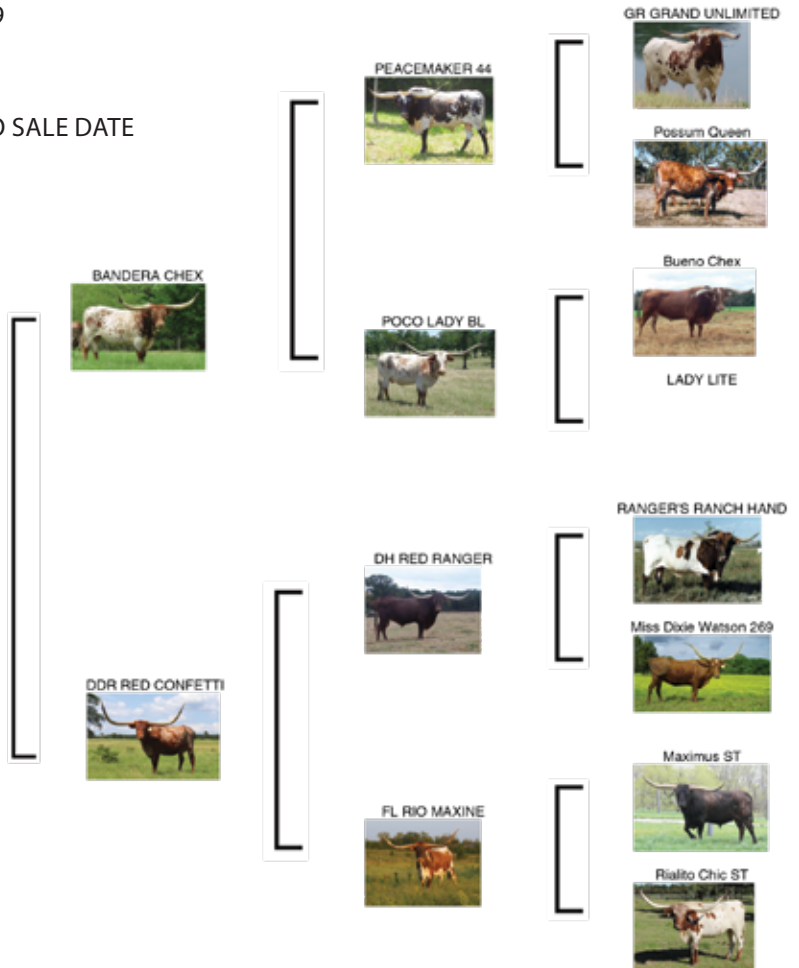 9
SALE DATE
GR GRAND UNLIMITED
PEACEMAKER 44
Possum Queen
BANDERA CHEX
Bueno Chex
POCO LADY BL
LADY LITE
RANGER'S RANCH HAND
DH RED RANGER
Miss Dixie Watson 269
DDR RED CONFETTI
Maximus ST
FL RIO MAXINE
Rialito Chic ST